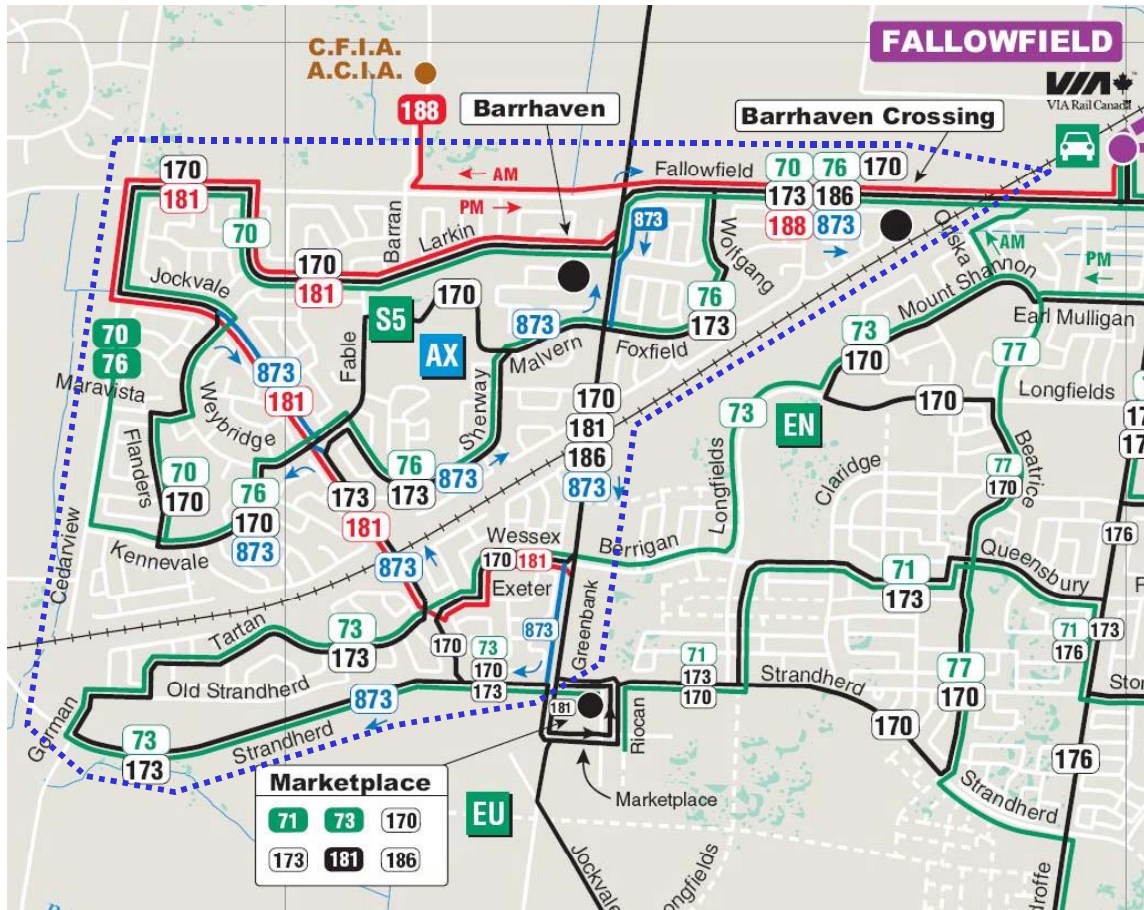 C.F.I.A.
A.C.I.A.
FALLOWFIELD
VIA
VIA Rail Canada
188
Barrhaven
Barrhaven Crossing
170
181
AM
PM
Fallowfield
70 76 170
173 186
188 873
70
Barran
Larkin
873
Wolfgang
Oriska
AM
PM
170
181
Jockvale
S5
170
Mount Shannon
76
173
Earl Mulligan
70
76
Maravista
Fable
AX
873
Malvern
Foxfield
73
170
77
873
181
Weybridge
Sherway
170
181
186
873
Longfields
170
73
EN
Flanders
70
170
76
170
873
76
173
873
Claridge
77
170
Beatrice
Longfields
173
181
873
Cedarview
Kennevale
Wessex
170 181
Exeter
Berrigan
176
Queensbury
71
173
Tartan
73
173
170
873
Greenbank
73
170
173
71
173
170
71
176
173
Old Strandherd
873
Strandherd
77
170
Gorman
73
173
Strandherd
181
Riocan
170
176
Marketplace
71 73 170
173 181 186
EU
Marketplace
Strandherd
Jockvale